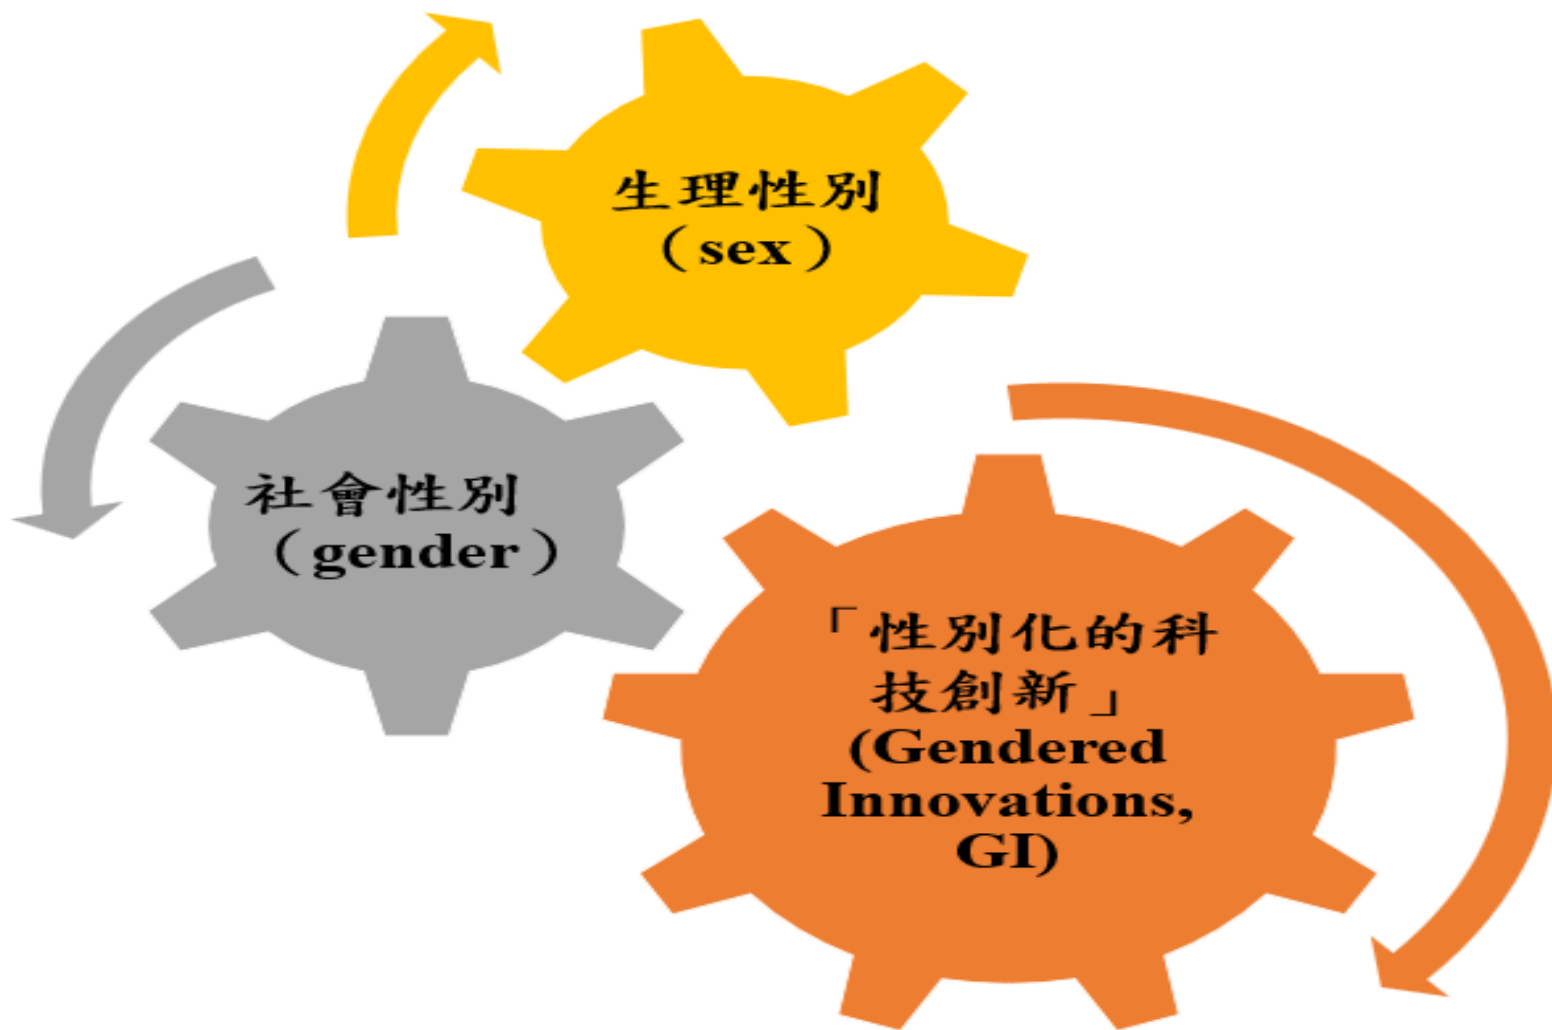 生理性別
（sex）
社會性別
（gender）
「性別化的科
技創新」
(Gendered
Innovations,
GI)